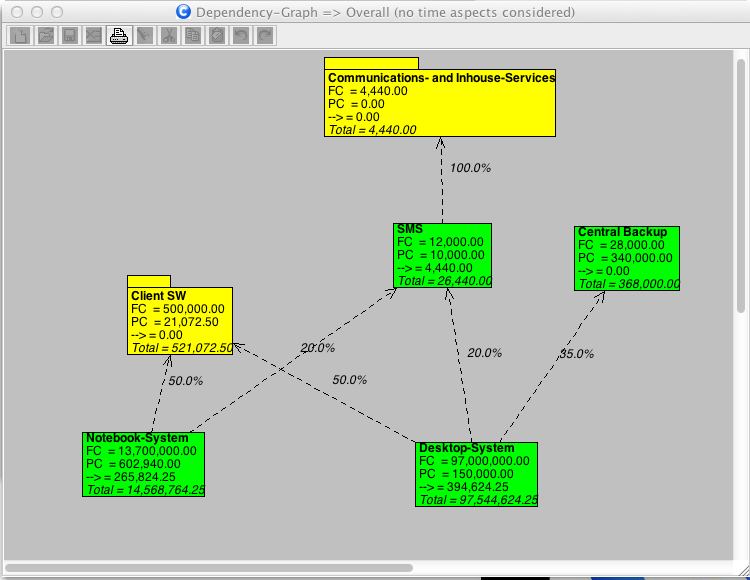 Dependency-Graph => Overall (no time aspects considered)
Communications- and Inhouse-Services
FC = 4,440.00
PC = 0.00
--> = 0.00
Total = 4,440.00
100.0%
SMS
FC = 12,000.00
PC = 10,000.00
--> = 4,440.00
Total = 26,440.00
Central Backup
FC = 28,000.00
PC = 340,000.00
--> = 0.00
Total = 368,000.00
Client SW
FC = 500,000.00
PC = 21,072.50
--> = 0.00
Total = 521,072.50
20.0%
20.0%
35.0%
50.0%
50.0%
Notebook-System
FC = 13,700,000.00
PC = 602,940.00
--> = 265,824.25
Total = 14,568,764.25
Desktop-System
FC = 97,000,000.00
PC = 150,000.00
--> = 394,624.25
Total = 97,544,624.25